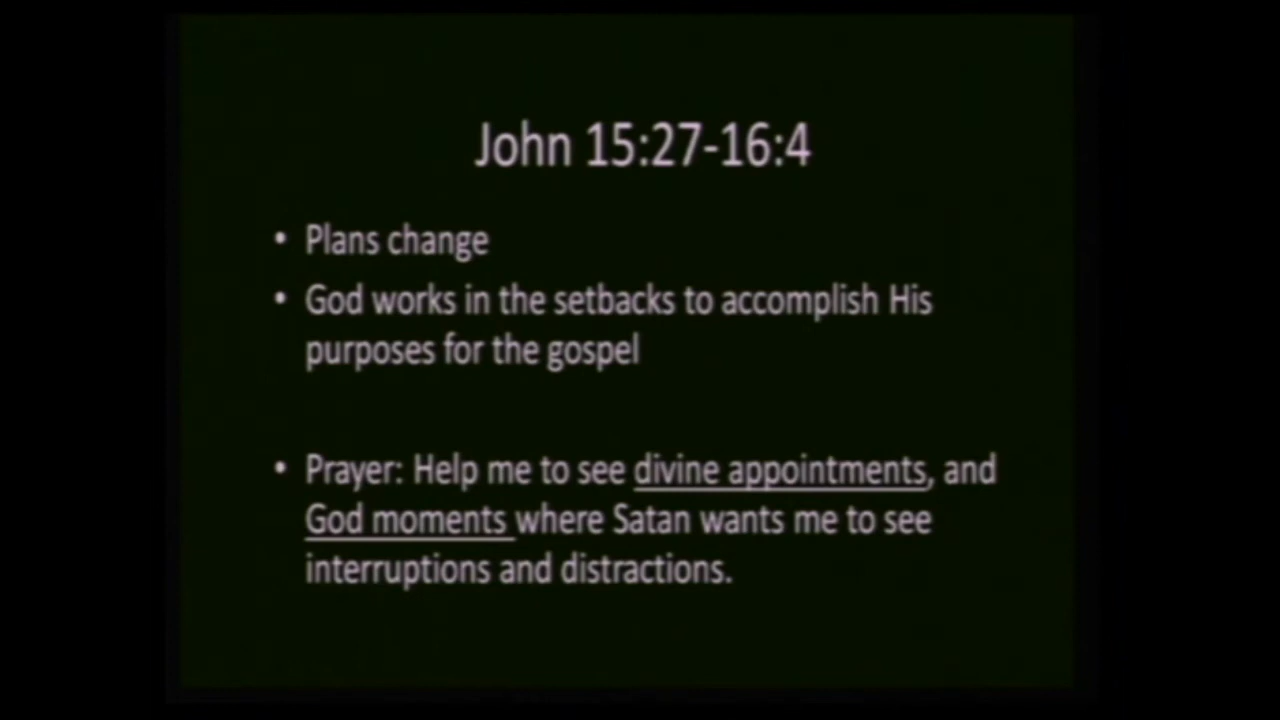 John 15:27-16:4
• Plans change
• God works in the setbacks to accomplish His
purposes for the gospel
• Prayer: Help me to see divine appointments, and
God moments where Satan wants me to see
interruptions and distractions.